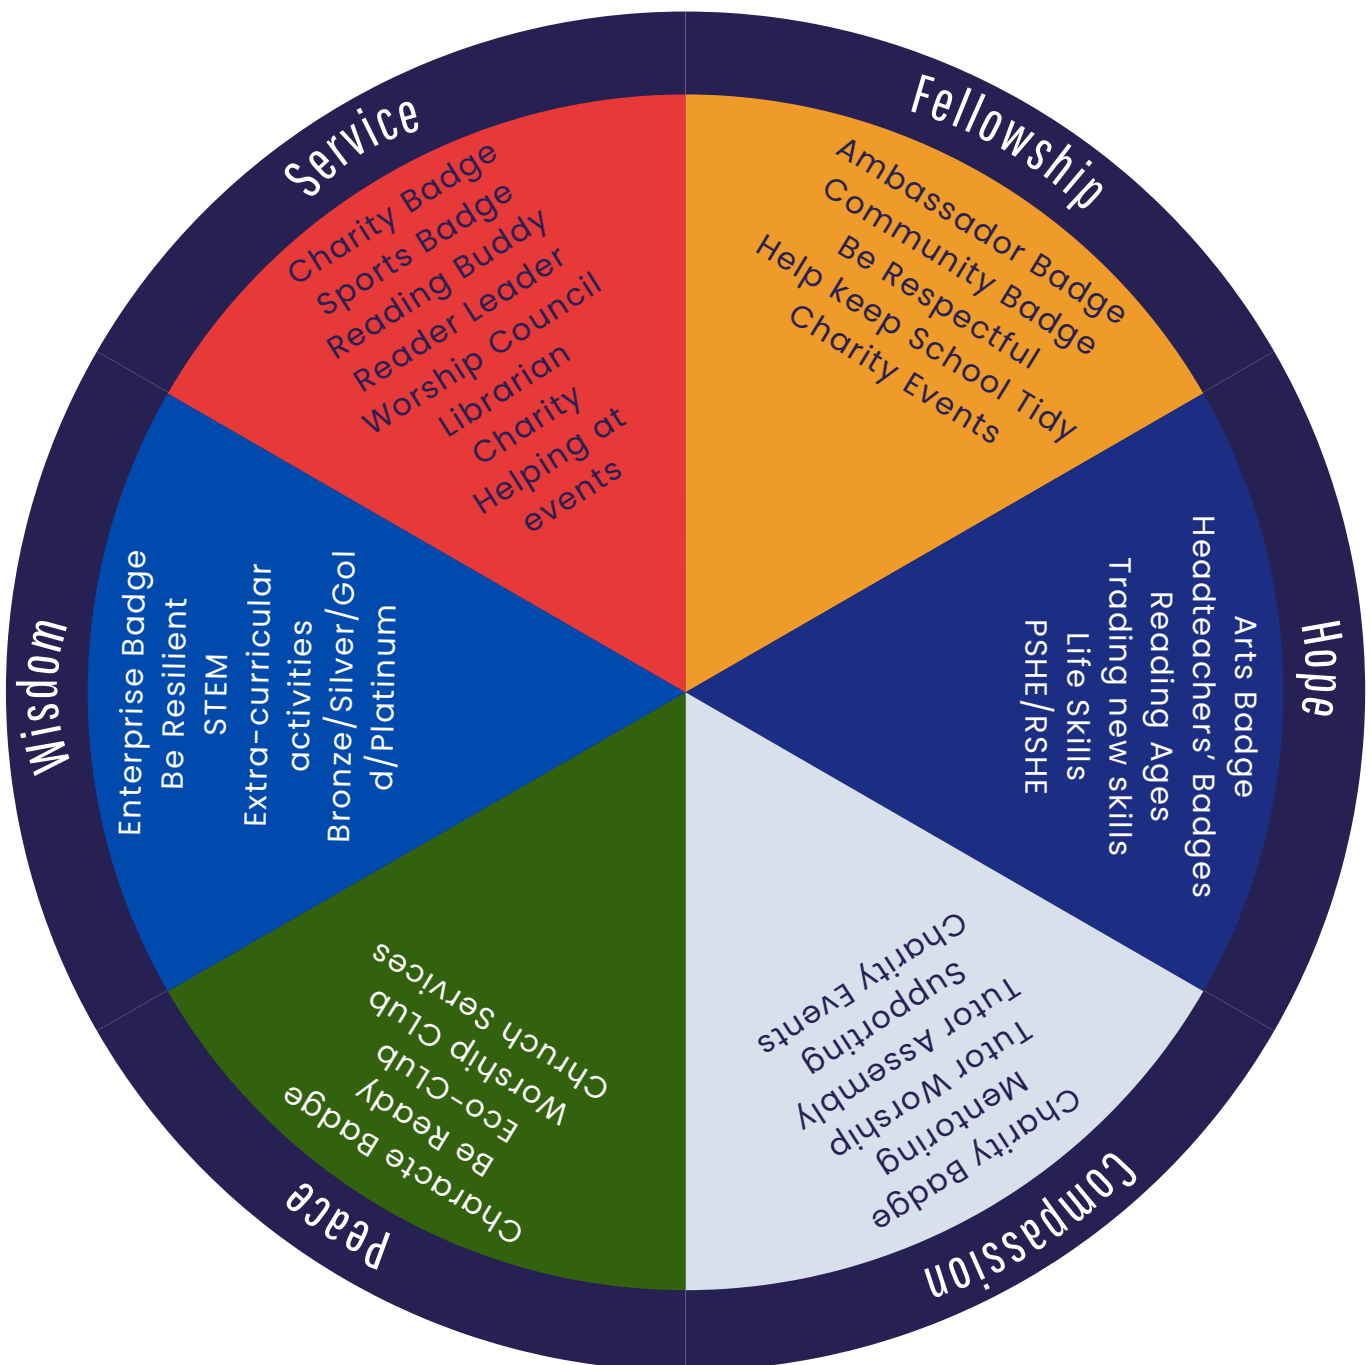 Service
Charity Badge
Sports Badge
Reading Buddy
Reader Leader
Worship Council
Librarian
Charity
Helping at
events
Fellowship
Ambassador Badge
Community Badge
Be Respectful
Help keep School Tidy
Charity Events
Hope
Arts Badge
Headteachers’ Badges
Reading Ages
Trading new skills
Life Skills
PSHE/RSHE
Compassion
Charity Badge
Mentoring
Tutor Worship
Tutor Assembly
Supporting
Charity Events
Peace
Characte Badge
Be Ready
Eco-Club
Worship Club
Chruch Services
Wisdom
Enterprise Badge
Be Resilient
STEM
Extra-curricular
activities
Bronze/Silver/Gol
d/Platinum